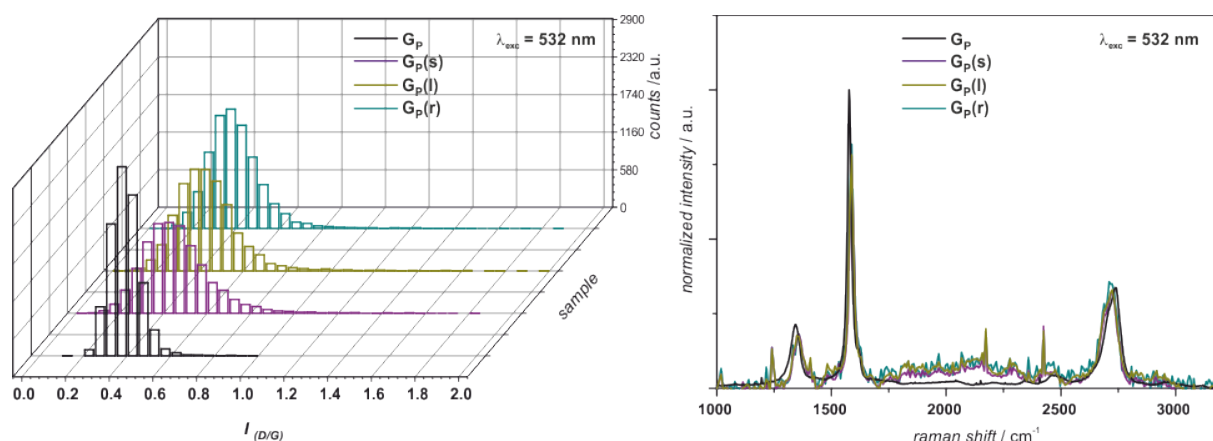 G_P
G_P(s)
G_P(l)
G_P(r)
λ_exc = 532 nm
2900
2320
1740
1160
580
0
counts /a.u.
sample
0.0 0.2 0.4 0.6 0.8 1.0 1.2 1.4 1.6 1.8 2.0
I (D/G)
G_P
G_P(s)
G_P(l)
G_P(r)
λ_exc = 532 nm
normalized intensity / a.u.
1000 1500 2000 2500 3000
raman shift / cm⁻¹